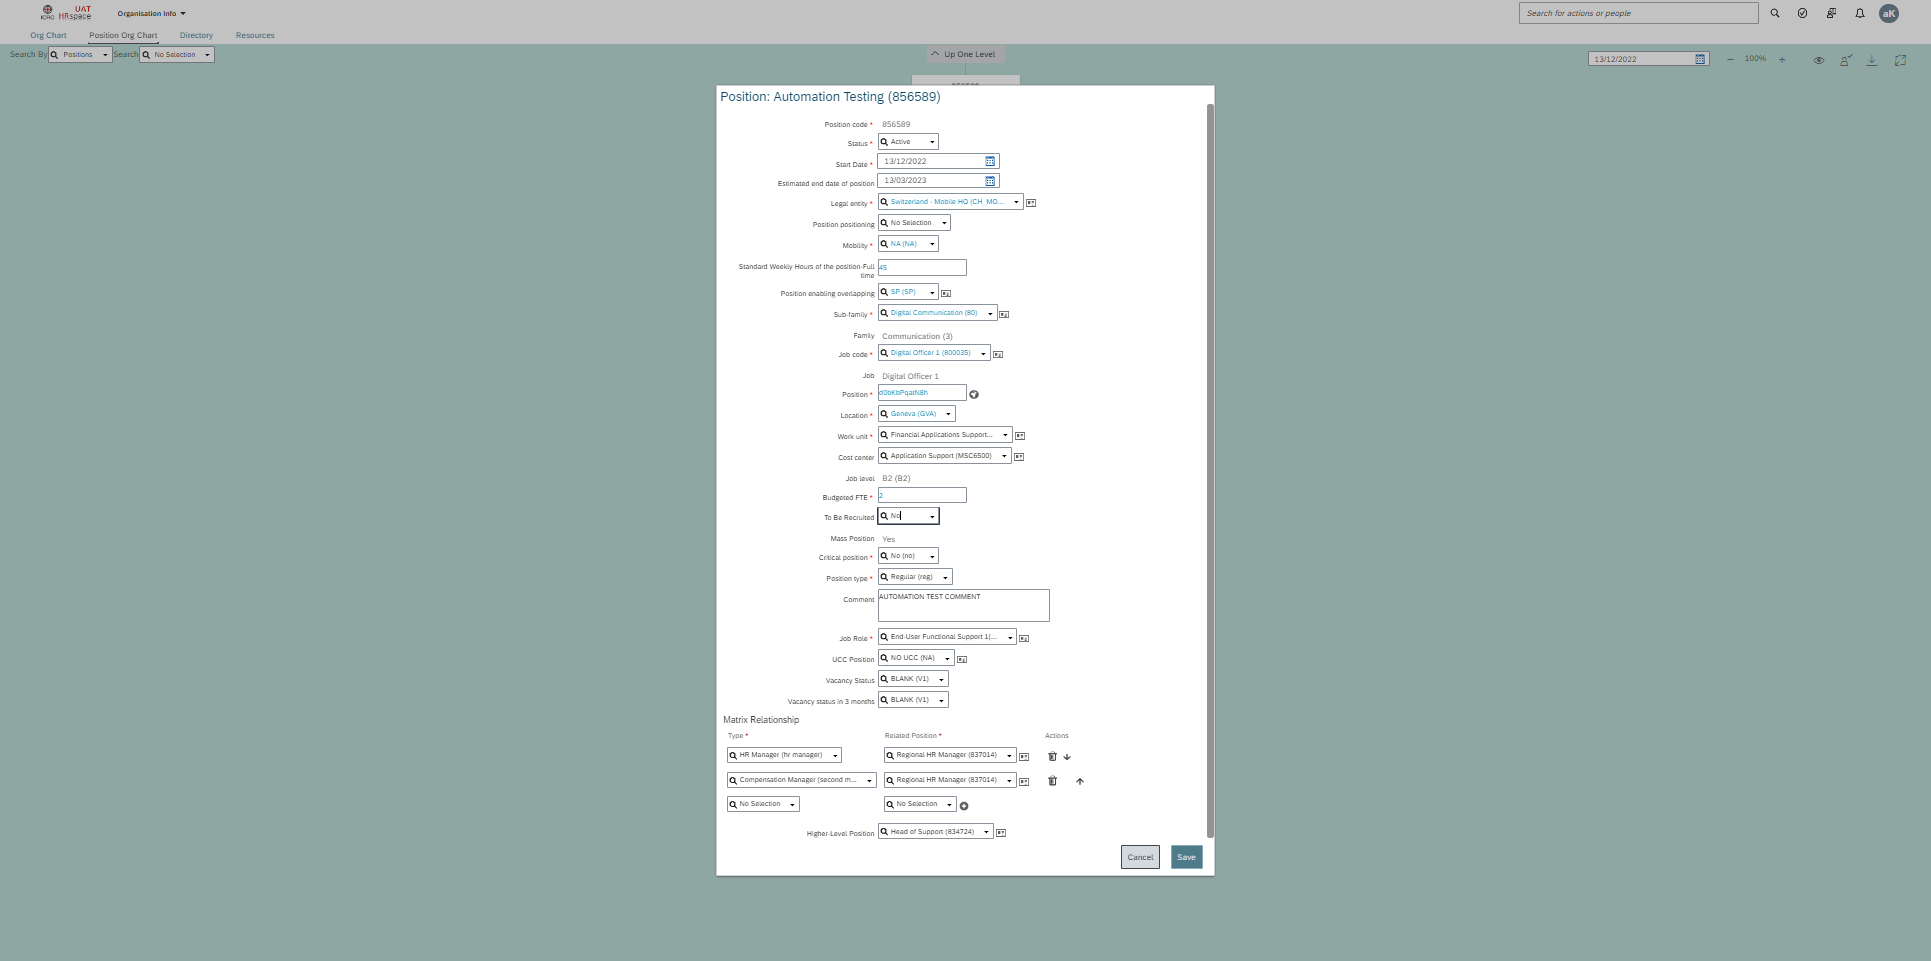 ICRC
UAT
HRspace
Organisation Info
Search for actions or people
aK
Org Chart
Position Org Chart
Directory
Resources
Search By
Positions
Search
No Selection
Up One Level
13/12/2022
100%
Position: Automation Testing (856589)
Position code * 856589
Status * Active
Start Date * 13/12/2022
Estimated end date of position 13/03/2023
Legal entity * Switzerland - Mobile HQ (CH_MO...
Position positioning No Selection
Mobility * NA (NA)
Standard Weekly Hours of the position-Full 45
time
Position enabling overlapping SP (SP)
Sub-family * Digital Communication (80)
Family Communication (3)
Job code * Digital Officer 1 (800035)
Job Digital Officer 1
Position *
Location * Geneva (GVA)
Work unit * Financial Applications Support...
Cost center Application Support (MSC6500)
Job level B2 (B2)
Budgeted FTE * 2
To Be Recruited No
Mass Position Yes
Critical position * No (no)
Position type * Regular (reg)
Comment AUTOMATION TEST COMMENT
Job Role * End-User Functional Support 1(...
UCC Position NO UCC (NA)
Vacancy Status BLANK (V1)
Vacancy status in 3 months BLANK (V1)
Matrix Relationship
Type * Related Position * Actions
HR Manager (hr manager) Regional HR Manager (837014)
Compensation Manager (second m... Regional HR Manager (837014)
No Selection No Selection
Higher-Level Position Head of Support (834724)
Cancel Save